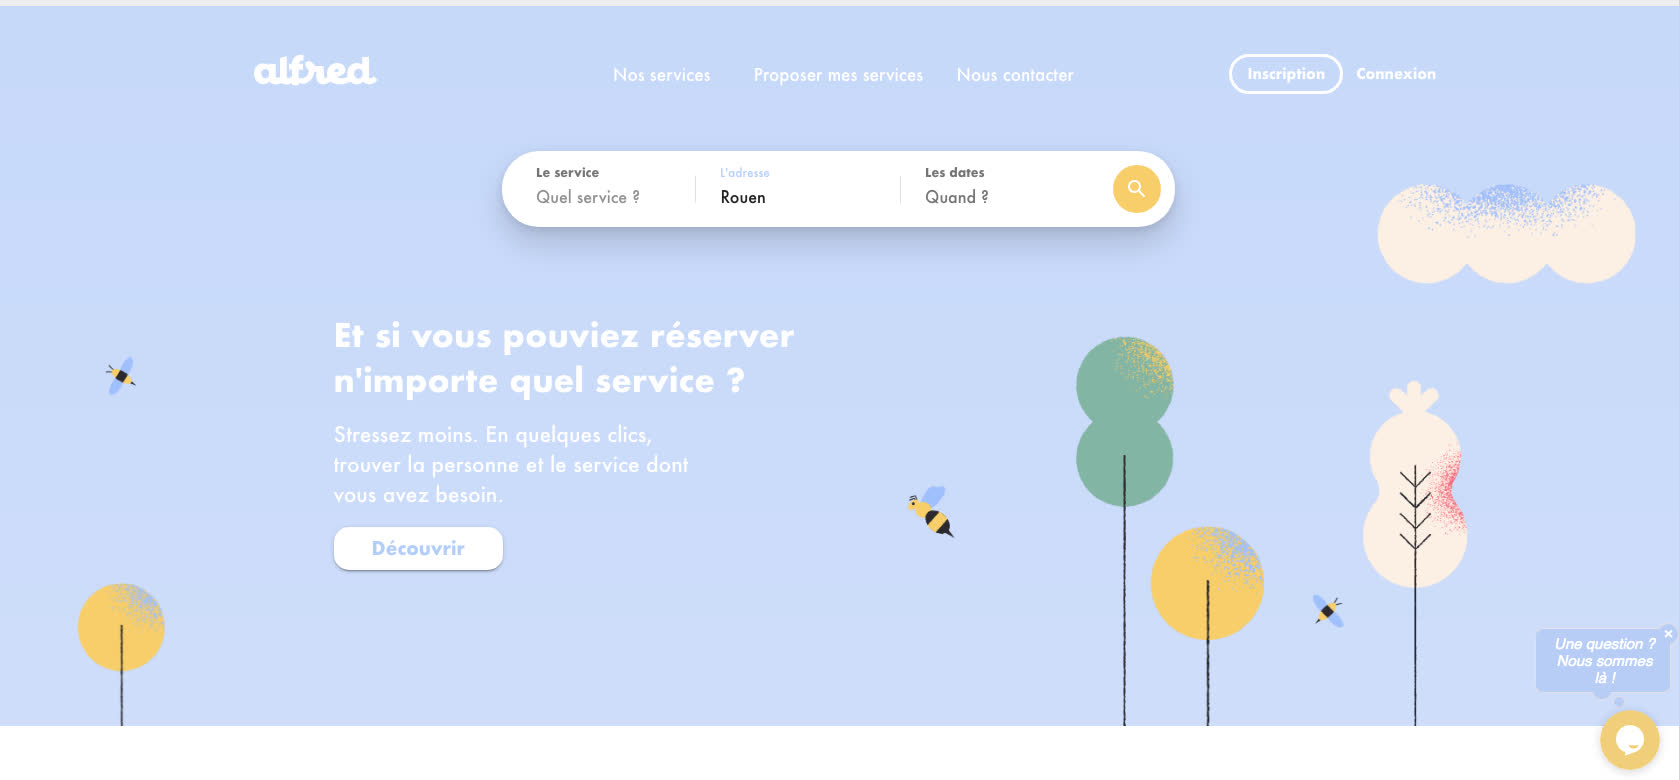 alfred.
Nos services
Proposer mes services
Nous contacter
Inscription
Connexion
Le service
Quel service ?
L'adresse
Rouen
Les dates
Quand ?
Et si vous pouviez réserver
n'importe quel service ?
Stressez moins. En quelques clics,
trouver la personne et le service dont
vous avez besoin.
Découvrir
Une question ?
Nous sommes
là !